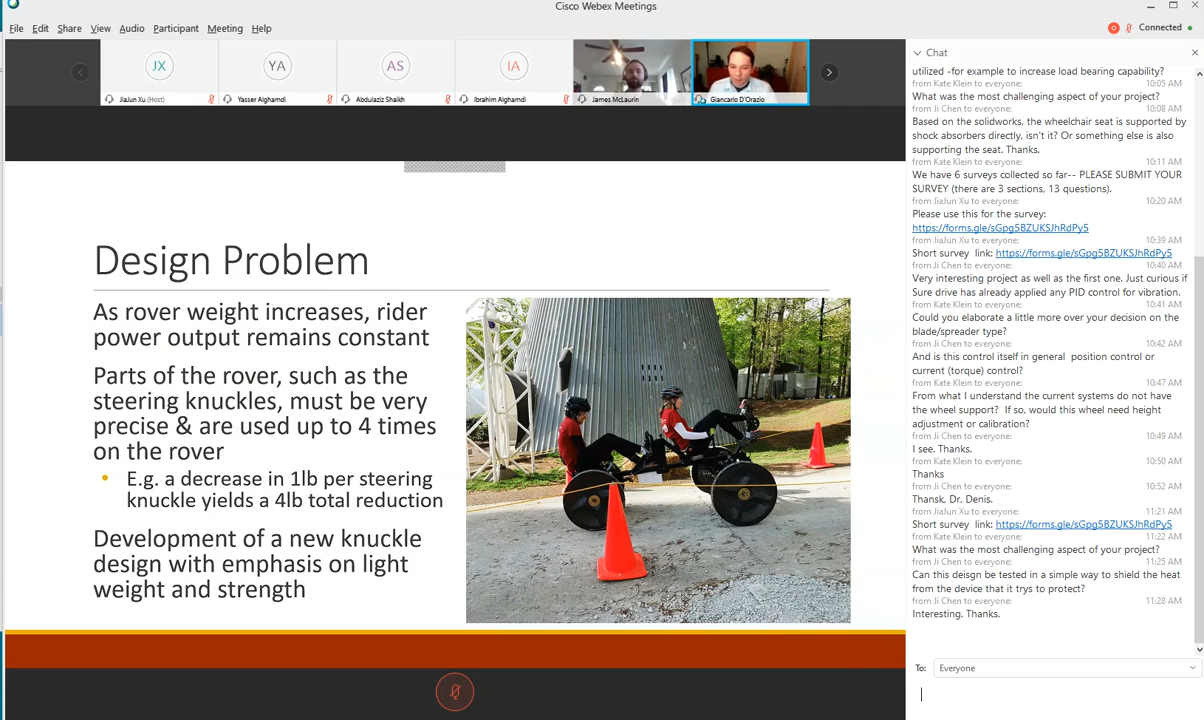 Cisco Webex Meetings
File Edit Share View Audio Participant Meeting Help
Connected
JX
YA
AS
IA
JiaJun Xu (Host)
Yasser Alghamdi
Abdulaziz Shaikh
Ibrahim Alghamdi
James McLaurin
Giancarlo D'Orazio
Design Problem
As rover weight increases, rider
power output remains constant
Parts of the rover, such as the
steering knuckles, must be very
precise & are used up to 4 times
on the rover
• E.g. a decrease in 1lb per steering
knuckle yields a 4lb total reduction
Development of a new knuckle
design with emphasis on light
weight and strength
Chat
utilized -for example to increase load bearing capability?
from Kate Klein to everyone: 10:05 AM
What was the most challenging aspect of your project?
from Ji Chen to everyone: 10:08 AM
Based on the solidworks, the wheelchair seat is supported by
shock absorbers directly, isn't it? Or something else is also
supporting the seat. Thanks,
from Kate Klein to everyone: 10:11 AM
We have 6 surveys collected so far-- PLEASE SUBMIT YOUR
SURVEY (there are 3 sections, 13 questions).
from JiaJun Xu to everyone: 10:20 AM
Please use this for the survey:
https://forms.gle/sGpg5BZUKSJhRdPy5
from JiaJun Xu to everyone: 10:39 AM
Short survey link: https://forms.gle/sGpg5BZUKSJhRdPy5
from Ji Chen to everyone: 10:40 AM
Very interesting project as well as the first one. Just curious if
Sure drive has already applied any PID control for vibration.
from Kate Klein to everyone: 10:41 AM
Could you elaborate a little more over your decision on the
blade/spreader type?
from Ji Chen to everyone: 10:42 AM
And is this control itself in general position control or
current (torque) control?
from Kate Klein to everyone: 10:47 AM
From what I understand the current systems do not have
the wheel support? If so, would this wheel need height
adjustment or calibration?
from Ji Chen to everyone: 10:49 AM
I see. Thanks.
from Kate Klein to everyone: 10:50 AM
Thanks
from Ji Chen to everyone: 10:52 AM
Thansk, Dr. Denis.
from JiaJun Xu to everyone: 11:21 AM
Short survey link: https://forms.gle/sGpg5BZUKSJhRdPy5
from Kate Klein to everyone: 11:22 AM
What was the most challenging aspect of your project?
from Ji Chen to everyone: 11:25 AM
Can this deisgn be tested in a simple way to shield the heat
from the device that it trys to protect?
from Ji Chen to everyone: 11:28 AM
Interesting. Thanks.
To: Everyone